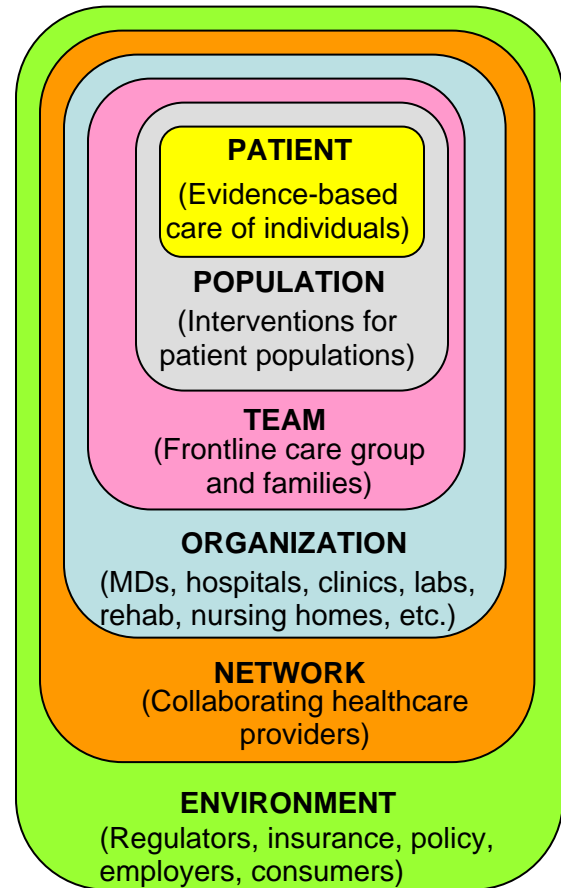 PATIENT
(Evidence-based
care of individuals)
POPULATION
(Interventions for
patient populations)
TEAM
(Frontline care group
and families)
ORGANIZATION
(MDs, hospitals, clinics, labs,
rehab, nursing homes, etc.)
NETWORK
(Collaborating healthcare
providers)
ENVIRONMENT
(Regulators, insurance, policy,
employers, consumers)